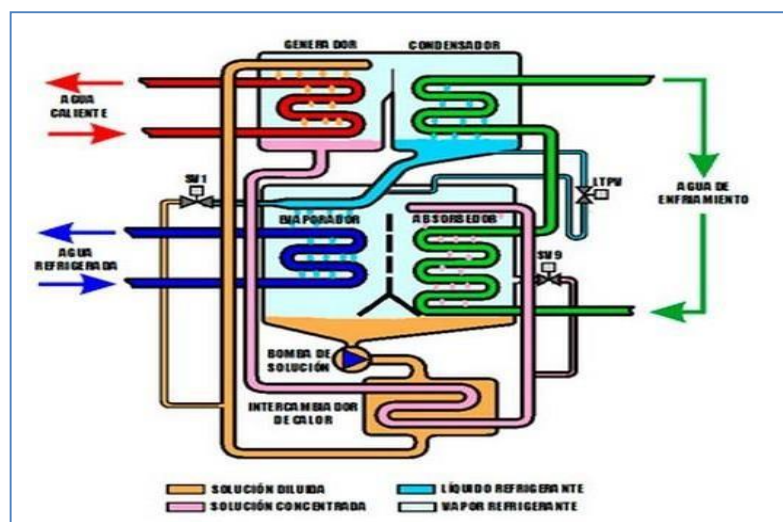 GENERADOR
CONDENSADOR
AGUA
CALIENTE
SV1
LTPV
AGUA DE
ENFRIAMIENTO
EVAPORADOR
ABSORBEDOR
AGUA
REFRIGERADA
SV9
BOMBA DE
SOLUCIÓN
INTERCAMBIADOR
DE CALOR
SOLUCIÓN DILUIDA
LÍQUIDO REFRIGERANTE
SOLUCIÓN CONCENTRADA
VAPOR REFRIGERANTE